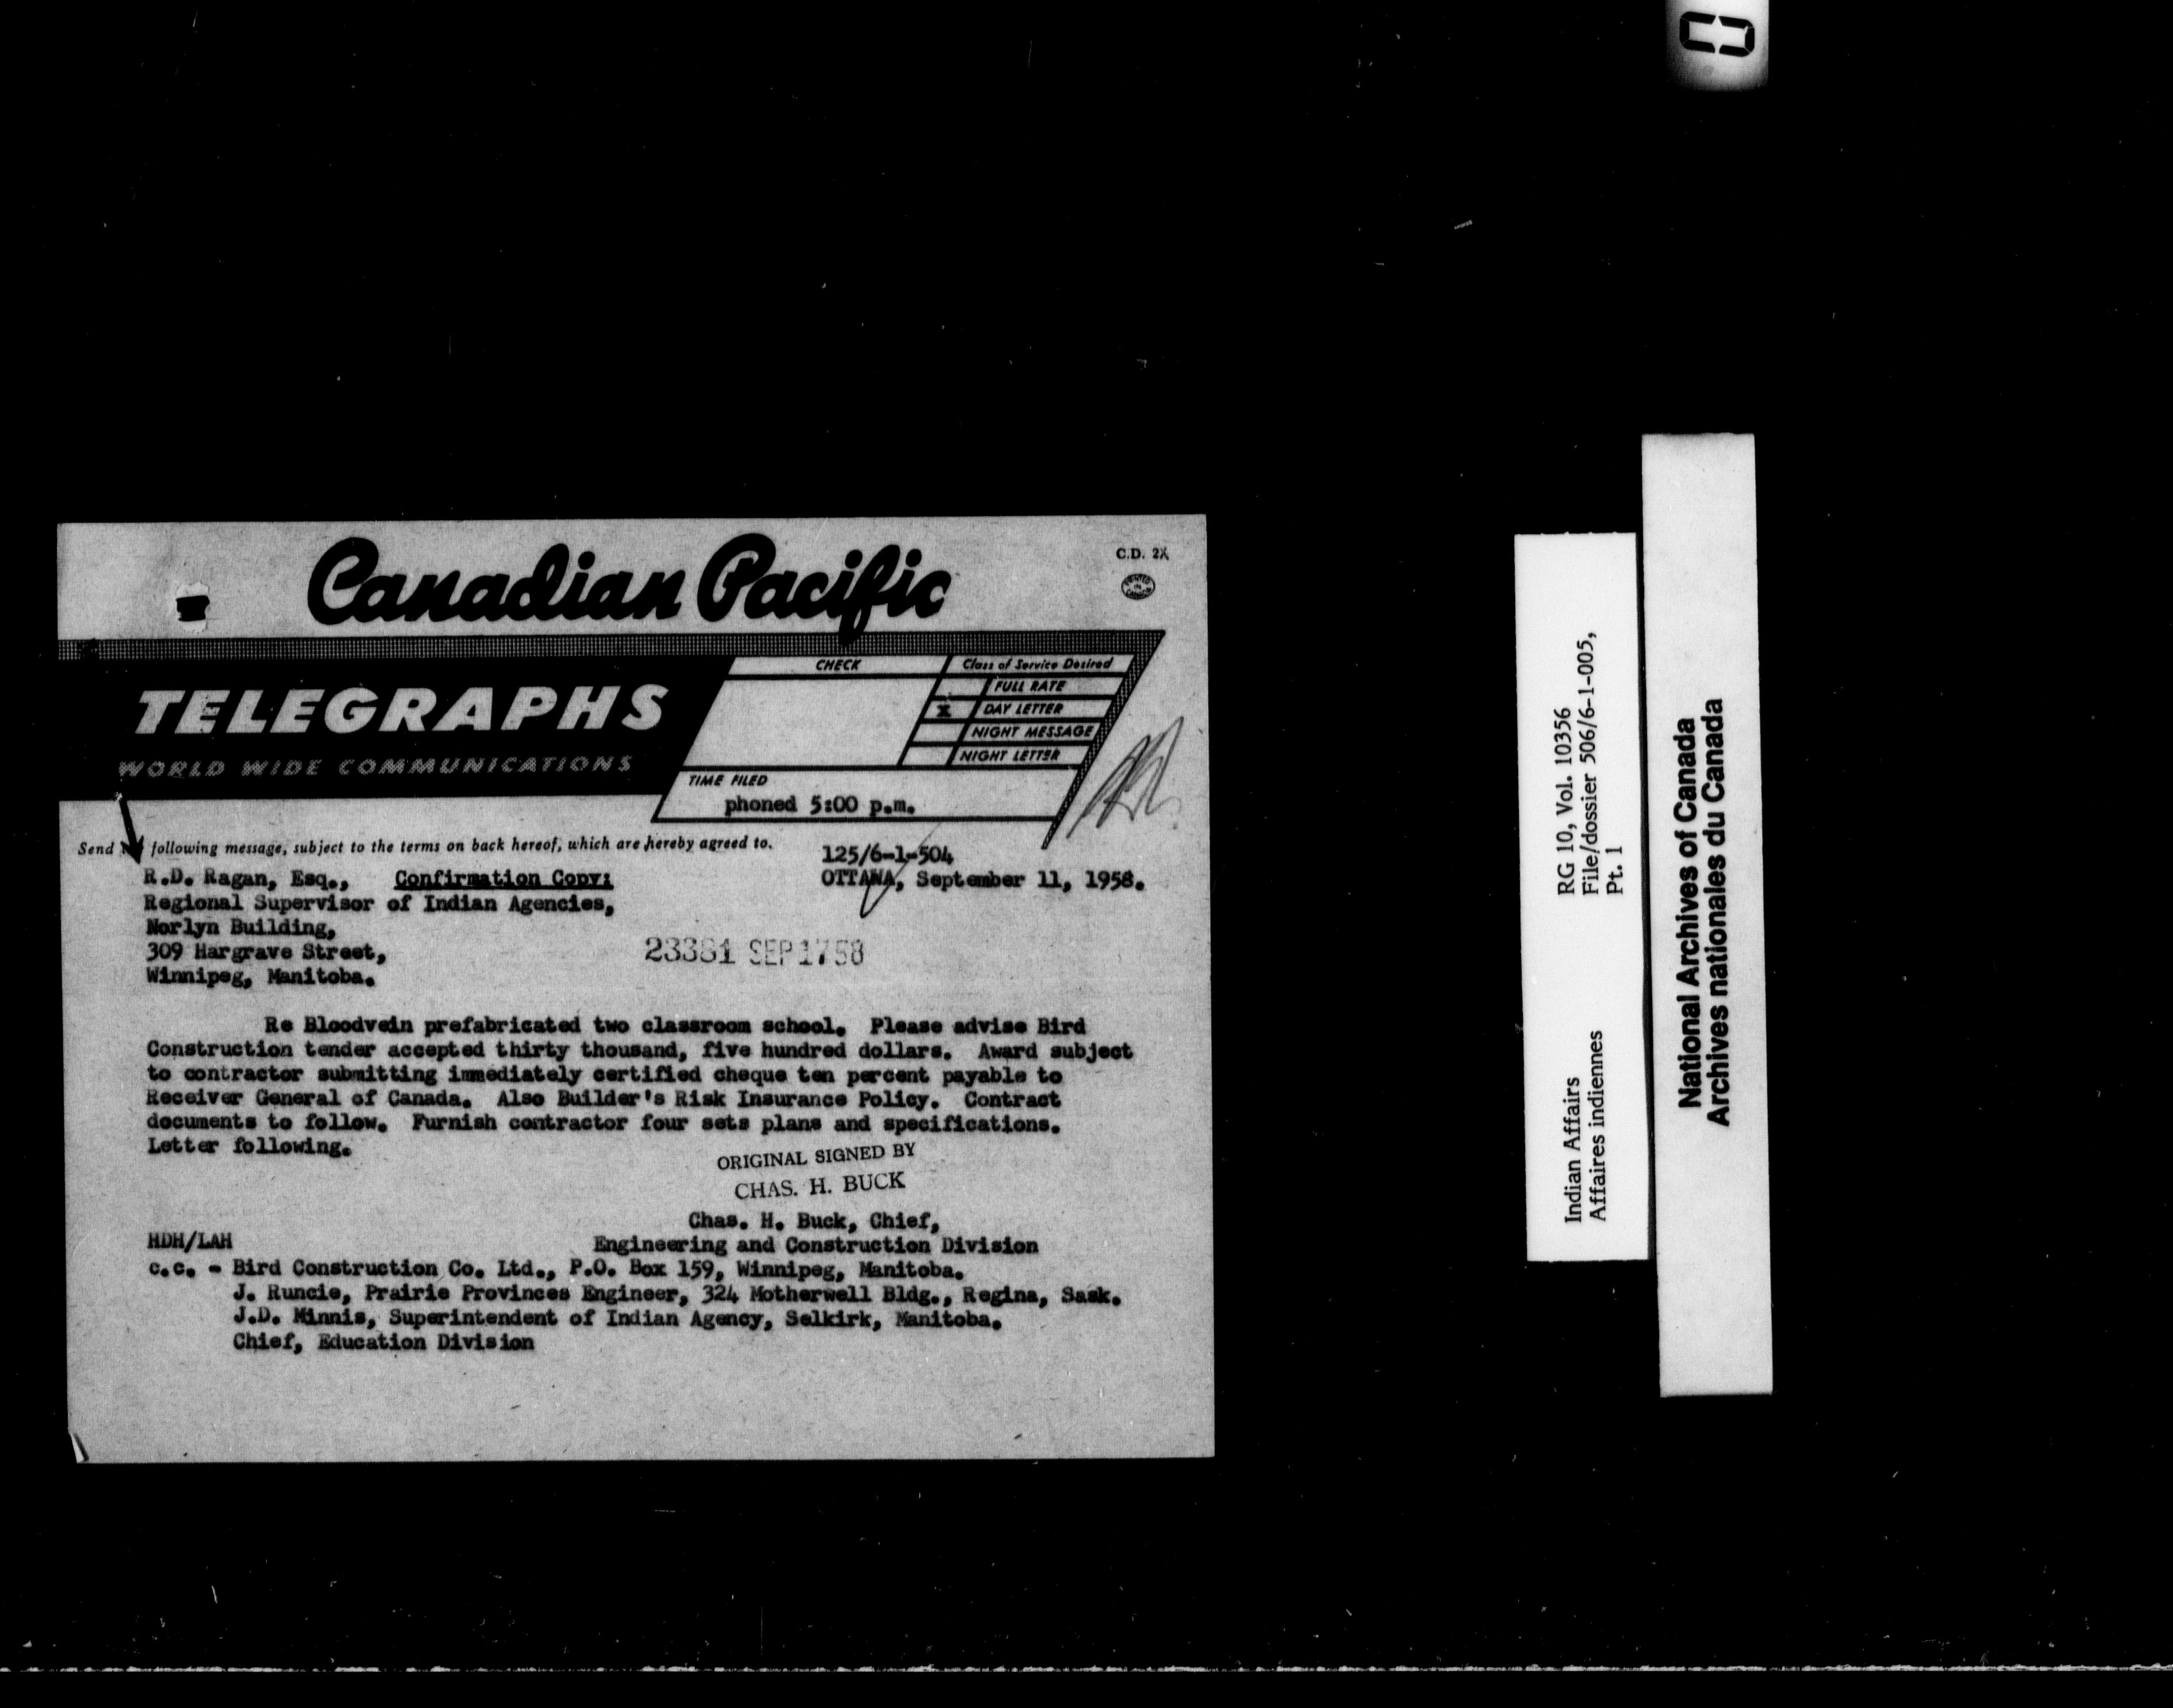 Canadian Pacific
C.D. 2X
TELEGRAPHS
WORLD WIDE COMMUNICATIONS
CHECK
Class of Service Desired
FULL RATE
X DAY LETTER
NIGHT MESSAGE
NIGHT LETTER
TIME FILED
phoned 5:00 p.m.
Send following message, subject to the terms on back hereof, which are hereby agreed to.
125/6-1-504
R.D. Ragan, Esq., Confirmation Copy: OTTAWA, September 11, 1958.
Regional Supervisor of Indian Agencies,
Norlyn Building,
309 Hargrave Street,
Winnipeg, Manitoba.
23381 SEP 17 58
Re Bloodvein prefabricated two classroom school. Please advise Bird
Construction tender accepted thirty thousand, five hundred dollars. Award subject
to contractor submitting immediately certified cheque ten percent payable to
Receiver General of Canada. Also Builder's Risk Insurance Policy. Contract
documents to follow. Furnish contractor four sets plans and specifications.
Letter following.
ORIGINAL SIGNED BY
CHAS. H. BUCK
Chas. H. Buck, Chief,
HDH/LAH Engineering and Construction Division
c.c. - Bird Construction Co. Ltd., P.O. Box 159, Winnipeg, Manitoba.
J. Runcie, Prairie Provinces Engineer, 324 Motherwell Bldg., Regina, Sask.
J.D. Minnis, Superintendent of Indian Agency, Selkirk, Manitoba.
Chief, Education Division
Indian Affairs RG 10, Vol. 10356
Affaires indiennes File/dossier 506/6-1-005,
Pt. 1
National Archives of Canada
Archives nationales du Canada